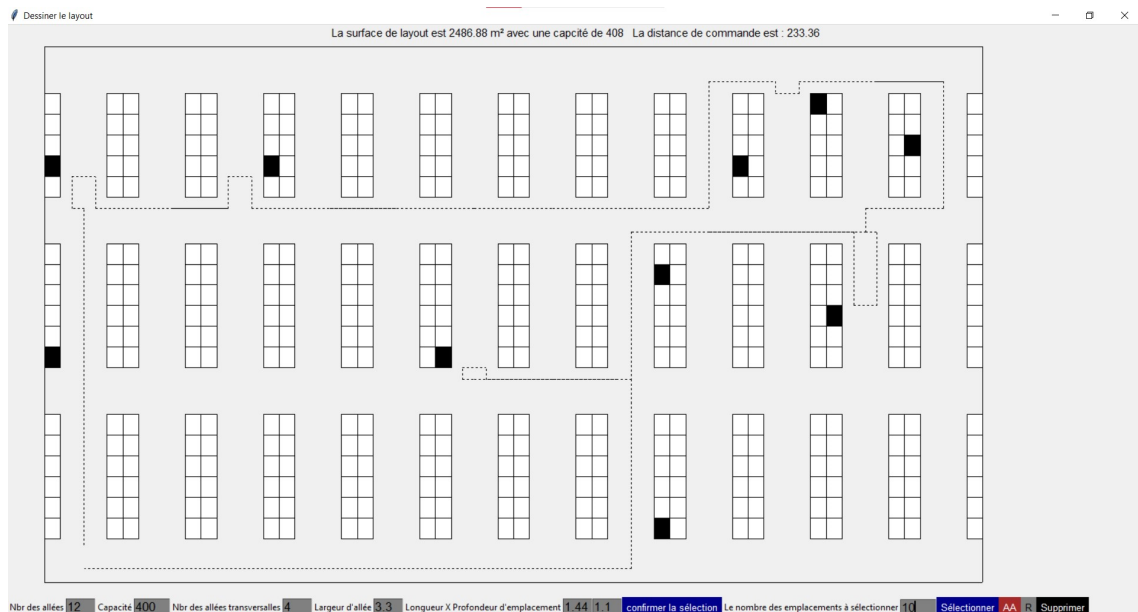 Dessiner le layout
La surface de layout est 2486.88 m² avec une capcité de 408 La distance de commande est : 233.36
Nbr des allées 12 Capacité 400 Nbr des allées transversalles 4 Largeur d'allée 3.3 Longueur X Profondeur d'emplacement 1.44 1.1 confirmer la sélection Le nombre des emplacements à sélectionner 10 Sélectionner AA R Supprimer